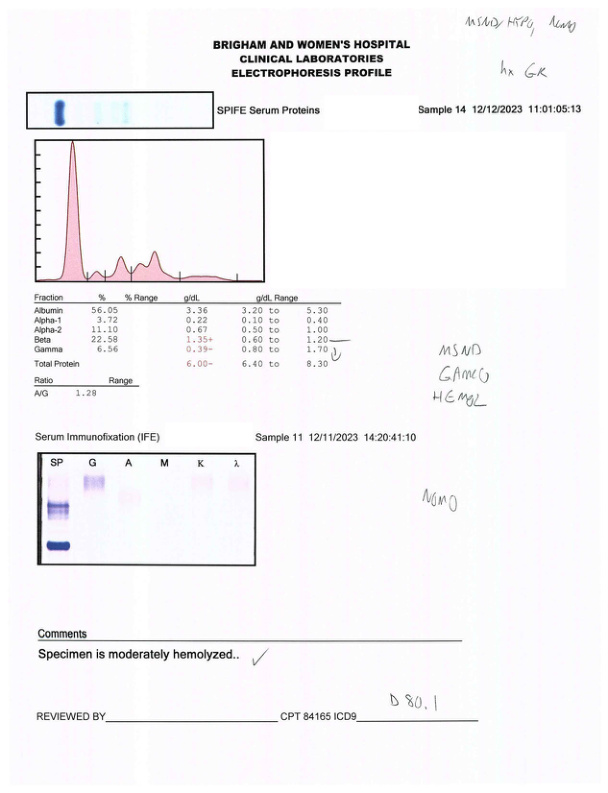 MSND/HYPO, NOMO
BRIGHAM AND WOMEN'S HOSPITAL
CLINICAL LABORATORIES
ELECTROPHORESIS PROFILE
hx GK
SPIFE Serum Proteins Sample 14 12/12/2023 11:01:05:13
Fraction % % Range g/dL g/dL Range
Albumin 56.05 3.36 3.20 to 5.30
Alpha-1 3.72 0.22 0.10 to 0.40
Alpha-2 11.10 0.67 0.50 to 1.00
Beta 22.58 1.35+ 0.60 to 1.20
Gamma 6.56 0.39- 0.80 to 1.70
Total Protein 6.00- 6.40 to 8.30
MSND
Ratio Range
A/G 1.28
HEMOL
Serum Immunofixation (IFE) Sample 11 12/11/2023 14:20:41:10
SP G A M K λ
NOMO
Comments
Specimen is moderately hemolyzed..
D80.1
REVIEWED BY CPT 84165 ICD9